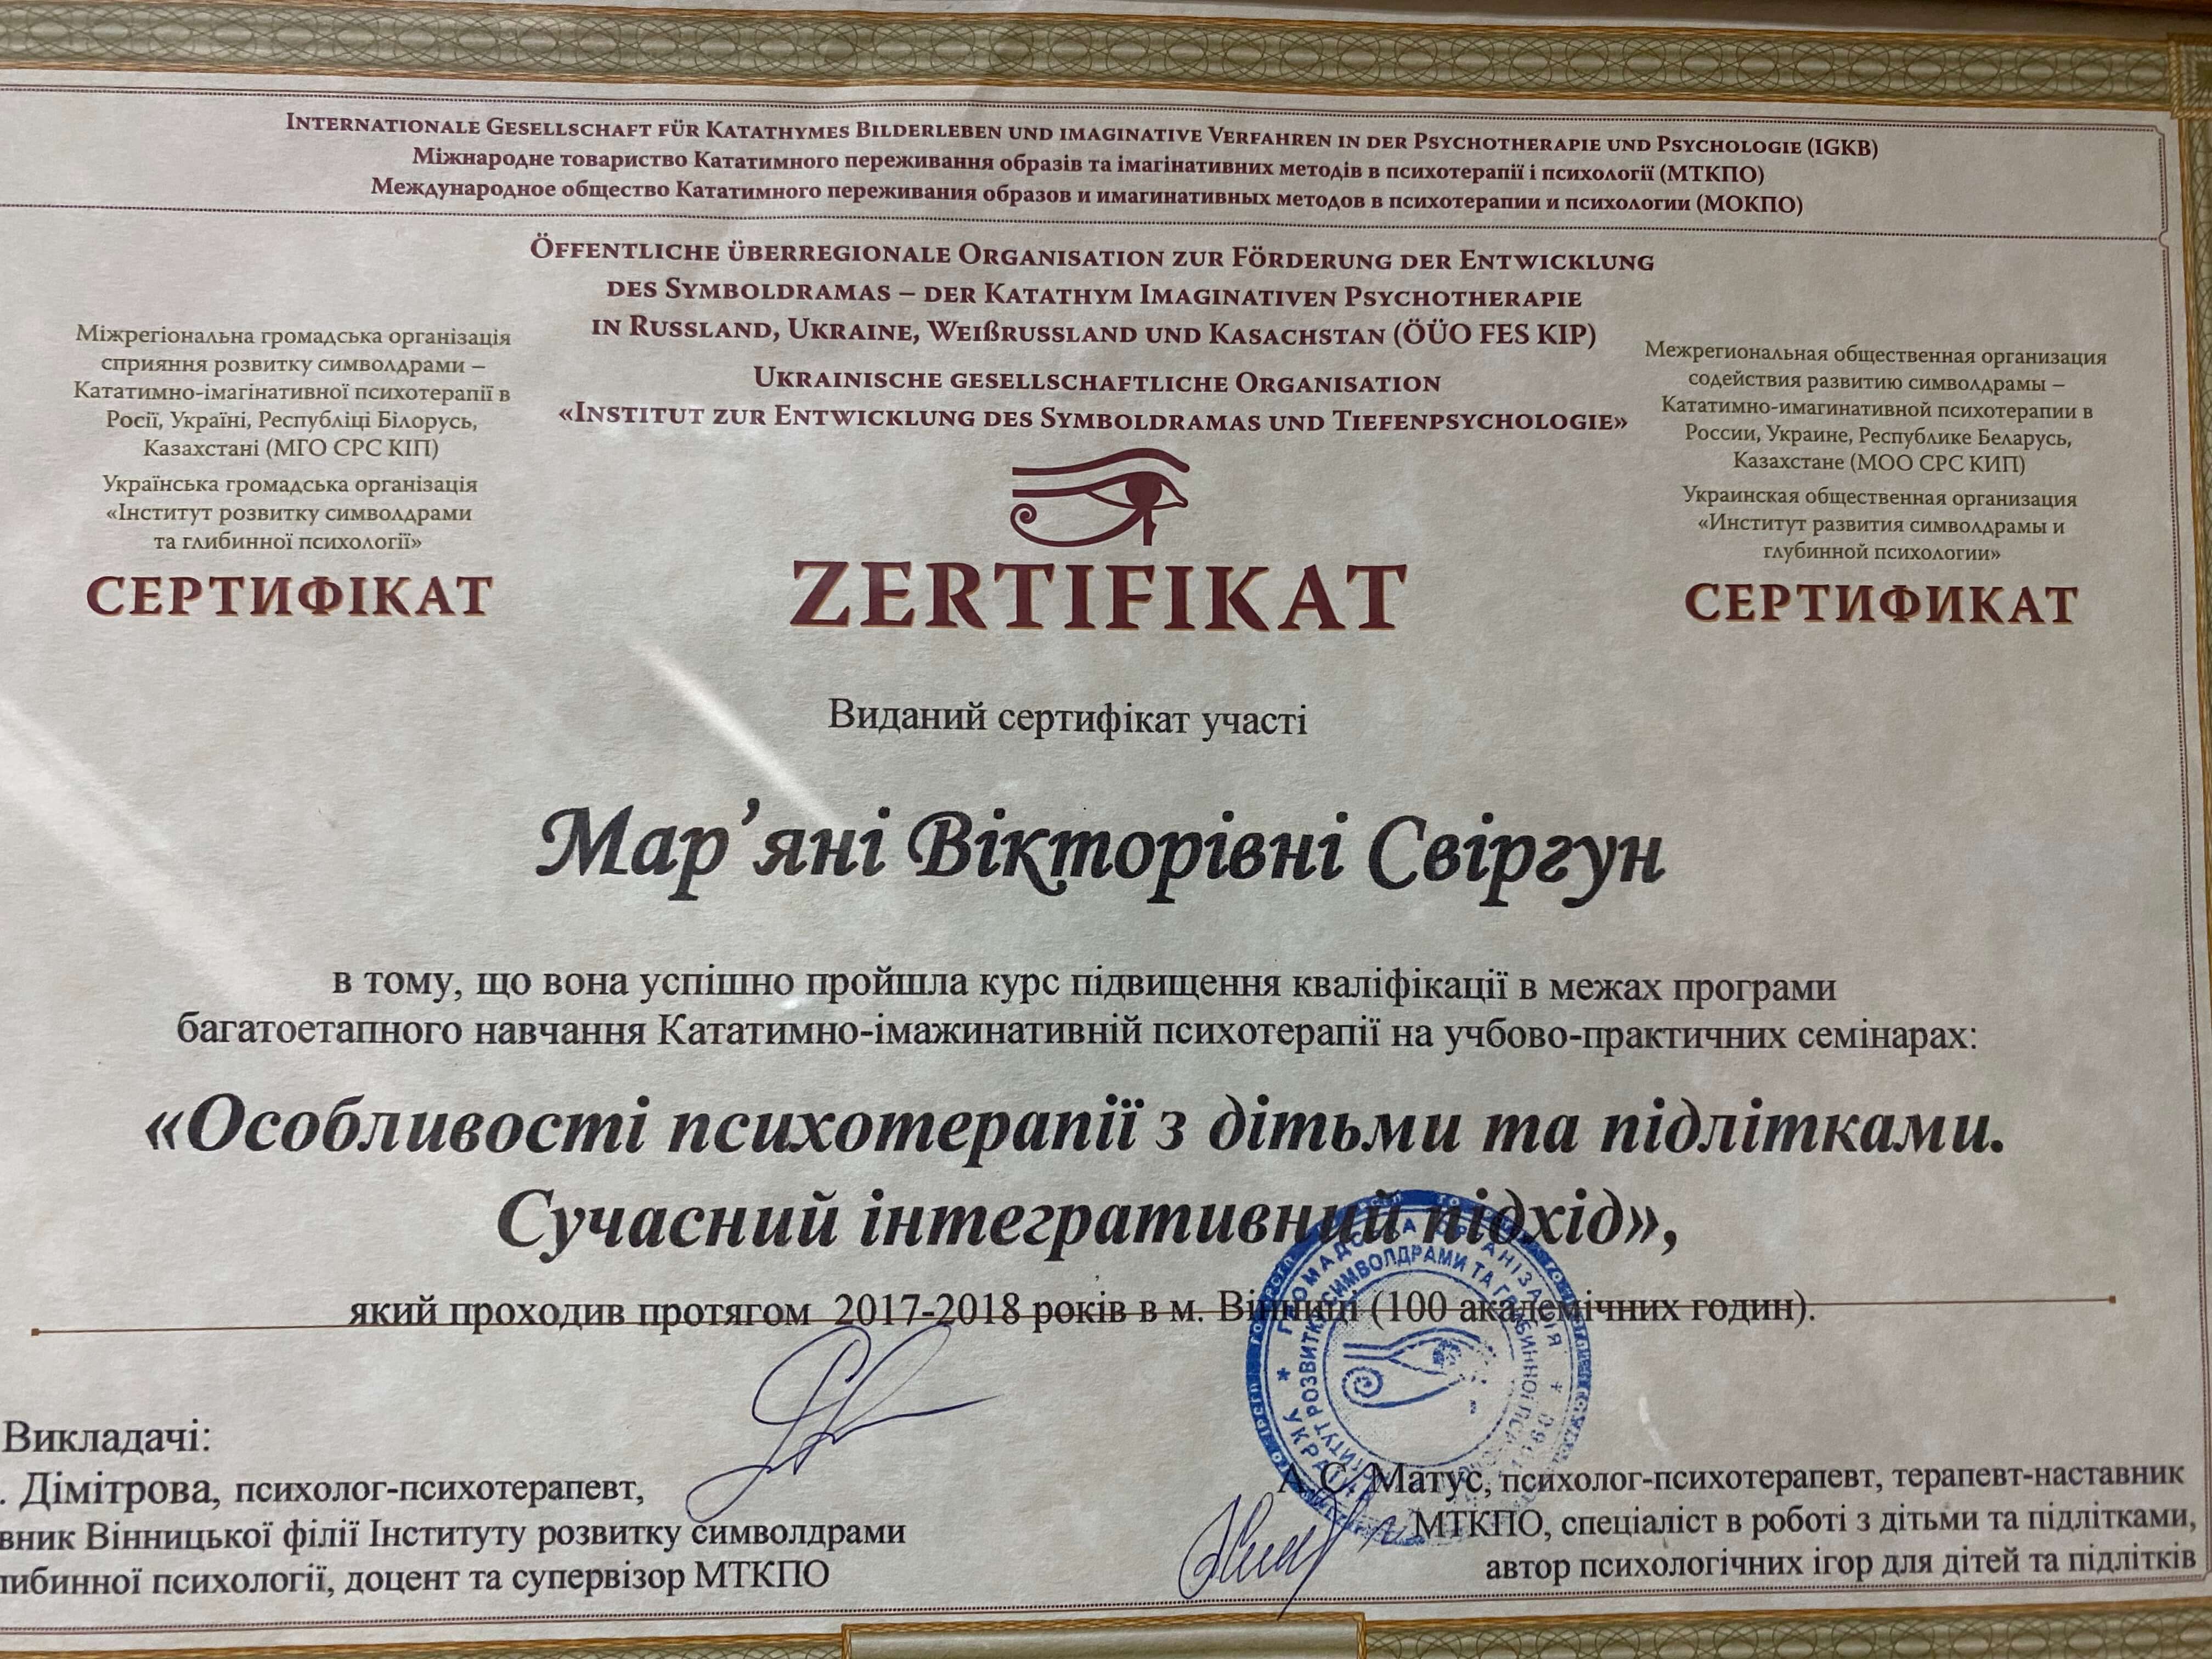 Internationale Gesellschaft für Katathymes Bilderleben und imaginative Verfahren in der Psychotherapie und Psychologie (IGKB)
Міжнародне товариство Кататимного переживання образів та імагінативних методів в психотерапії і психології (МТКПО)
Международное общество Кататимного переживания образов и имагинативных методов в психотерапии и психологии (МОКПО)
Öffentliche überregionale Organisation zur Förderung der Entwicklung
des Symboldramas – der Katathym Imaginativen Psychotherapie
in Russland, Ukraine, Weißrussland und Kasachstan (ÖÜO FES KIP)
Ukrainische gesellschaftliche Organisation
«Institut zur Entwicklung des Symboldramas und Tiefenpsychologie»
Міжрегіональна громадська організація
сприяння розвитку символдрами –
Кататимно-імагінативної психотерапії в
Росії, Україні, Республіці Білорусь,
Казахстані (МГО СРС КІП)
Українська громадська організація
«Інститут розвитку символдрами
та глибинної психології»
СЕРТИФІКАТ
ZERTIFIKAT
Межрегиональная общественная организация
содействия развитию символдрамы –
Кататимно-имагинативной психотерапии в
России, Украине, Республике Беларусь,
Казахстане (МОО СРС КИП)
Украинская общественная организация
«Институт развития символдрамы и
глубинной психологии»
СЕРТИФИКАТ
Виданий сертифікат участі
Мар’яні Вікторівні Свіргун
в тому, що вона успішно пройшла курс підвищення кваліфікації в межах програми
багатоетапного навчання Кататимно-імажинативній психотерапії на учбово-практичних семінарах:
«Особливості психотерапії з дітьми та підлітками.
Сучасний інтегративний підхід»,
який проходив протягом 2017-2018 років в м. Вінниці (100 академічних годин).
ГРОМАДСЬКА ОРГАНІЗАЦІЯ
РОЗВИТКУ СИМВОЛДРАМИ ТА ГЛИБИННОЇ
Викладачі:
. Дімітрова, психолог-психотерапевт,
вник Вінницької філії Інституту розвитку символдрами
либинної психології, доцент та супервізор МТКПО
А.С. Матус, психолог-психотерапевт, терапевт-наставник
МТКПО, спеціаліст в роботі з дітьми та підлітками,
автор психологічних ігор для дітей та підлітків